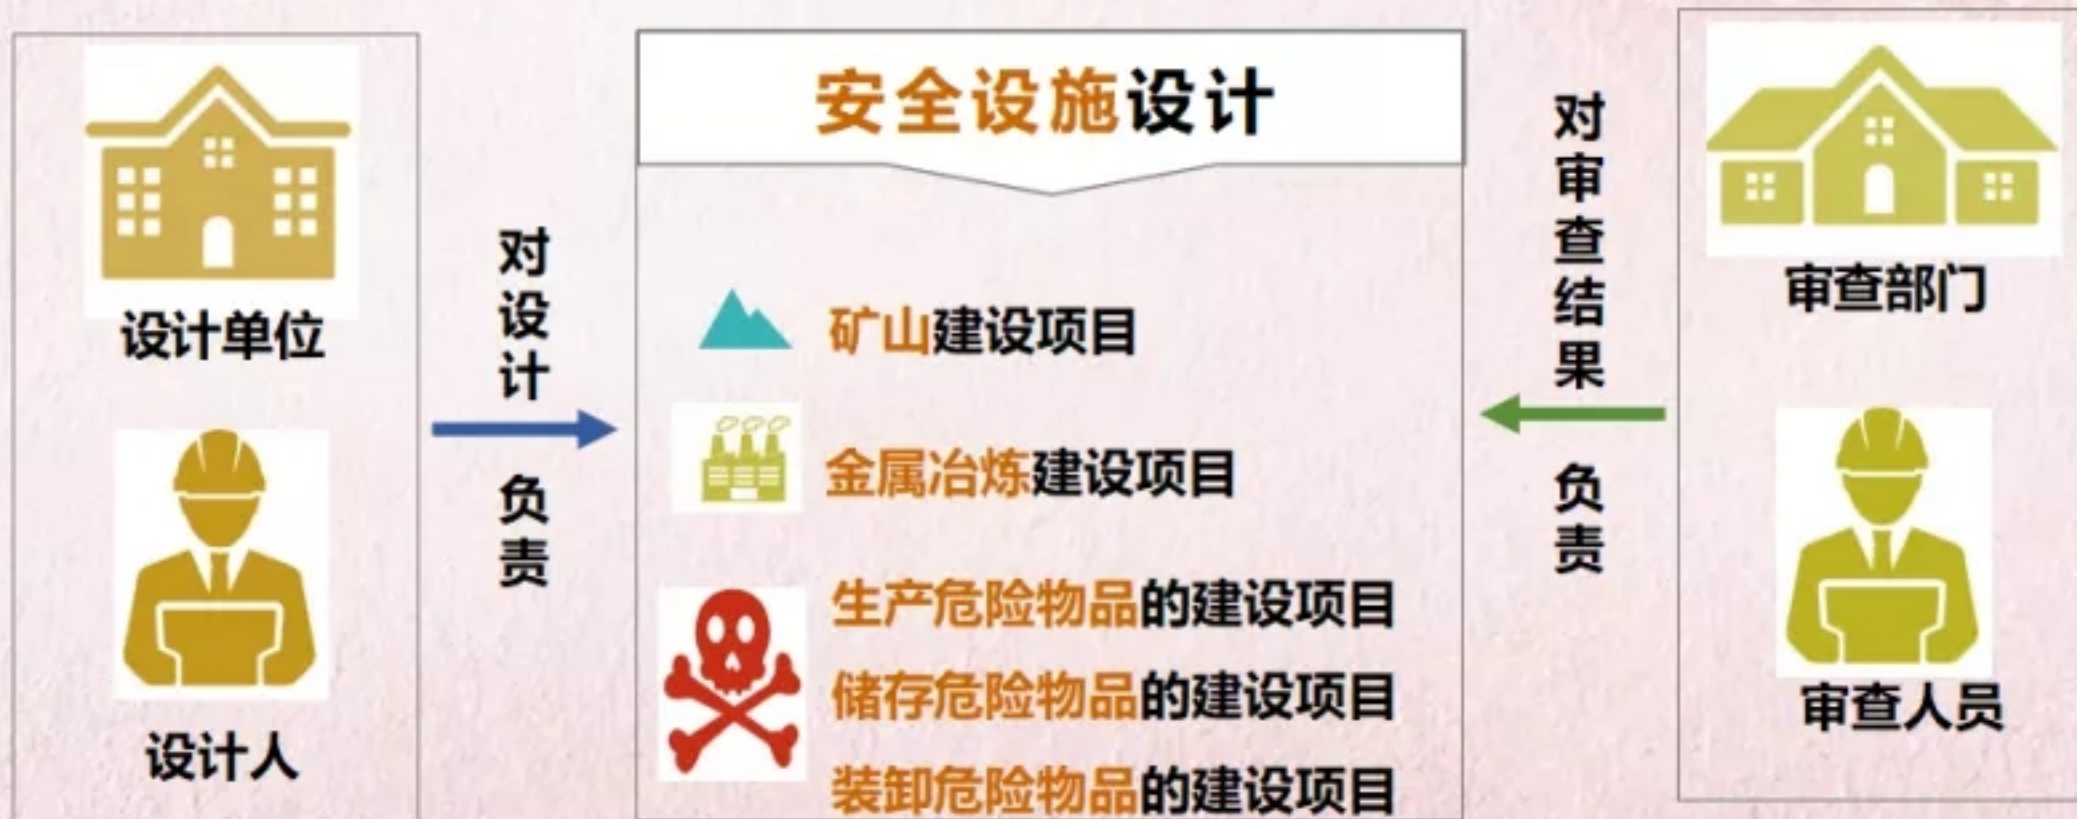 设计单位
设计人
对设计
负责
安全设施设计
矿山建设项目
金属冶炼建设项目
生产危险物品的建设项目
储存危险物品的建设项目
装卸危险物品的建设项目
对审查结果
负责
审查部门
审查人员